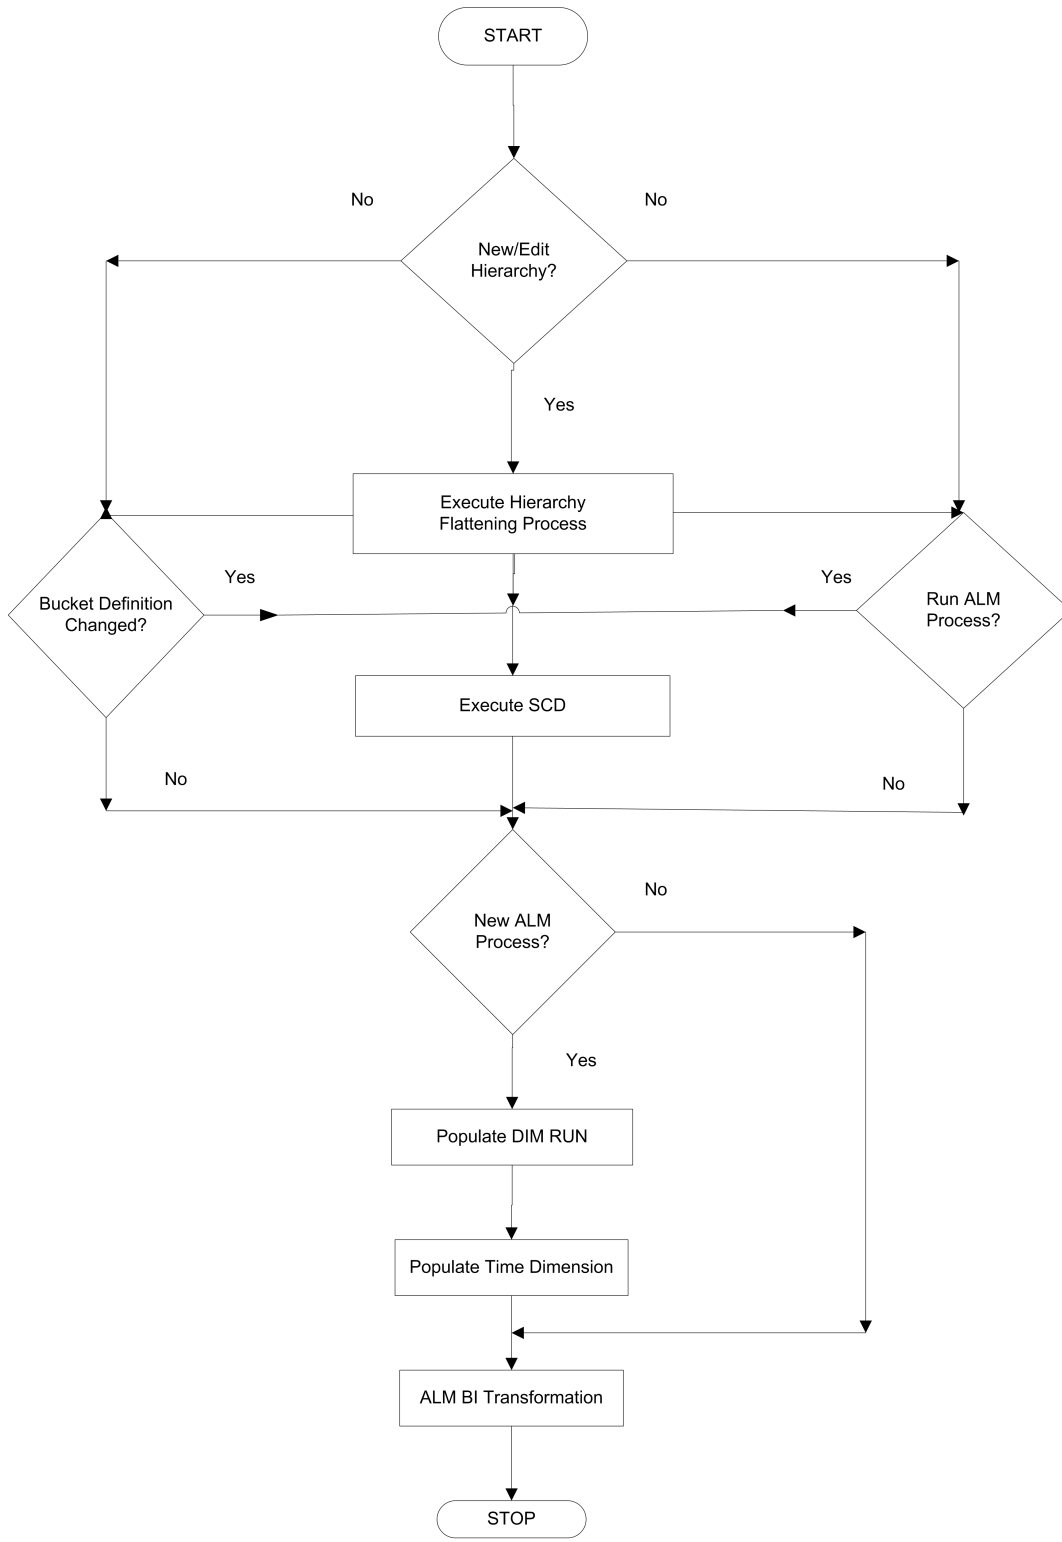 START
No
No
New/Edit
Hierarchy?
Yes
Execute Hierarchy
Flattening Process
Yes
Yes
Bucket Definition
Changed?
Run ALM
Process?
Execute SCD
No
No
No
New ALM
Process?
Yes
Populate DIM RUN
Populate Time Dimension
ALM BI Transformation
STOP